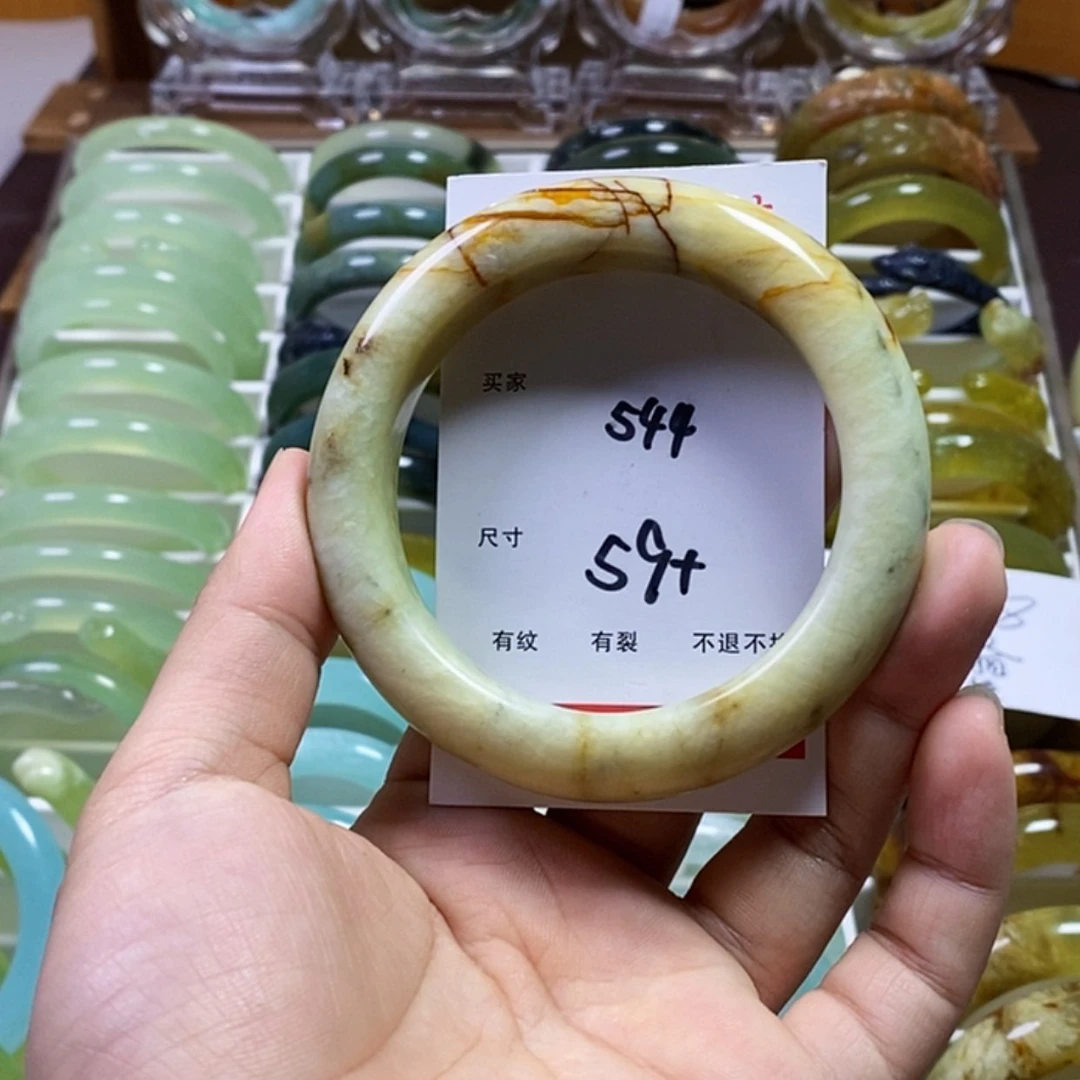 买家
544
尺寸
59+
有纹 有裂 不退不